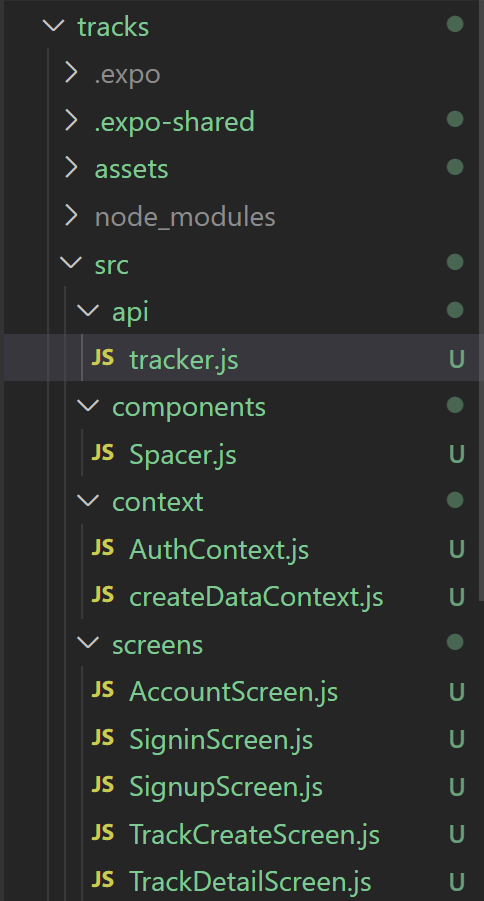 tracks
.expo
.expo-shared
assets
node_modules
src
api
JS tracker.js U
components
JS Spacer.js U
context
JS AuthContext.js U
JS createDataContext.js U
screens
JS AccountScreen.js U
JS SigninScreen.js U
JS SignupScreen.js U
JS TrackCreateScreen.js U
JS TrackDetailScreen.js U